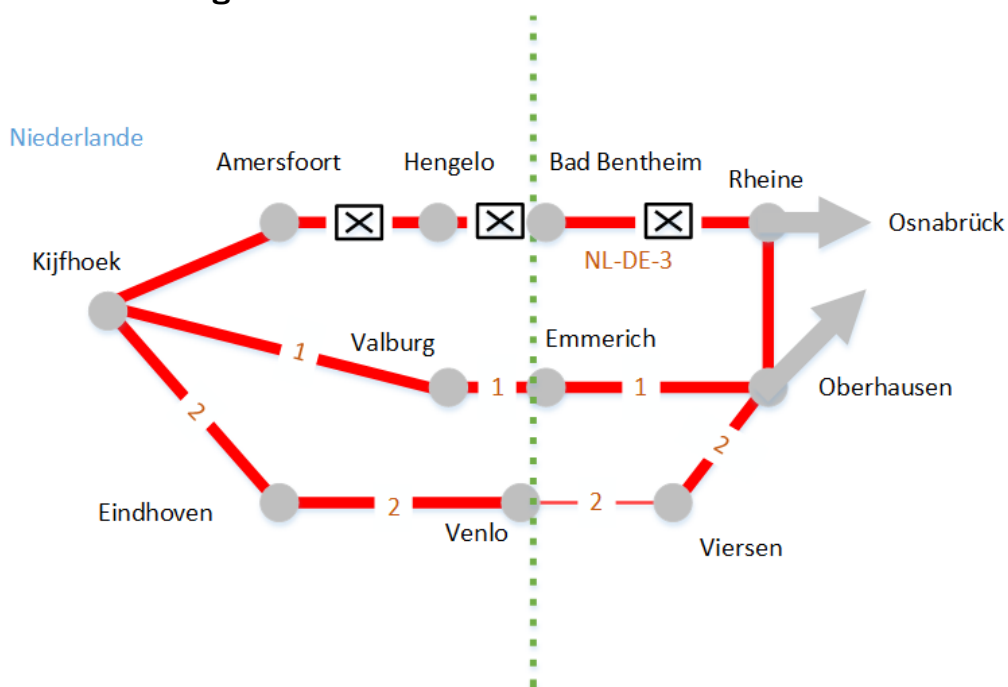 Niederlande
Amersfoort
Hengelo
Bad Bentheim
Rheine
Osnabrück
NL-DE-3
Kijfhoek
1
Valburg
Emmerich
1
1
Oberhausen
2
2
Eindhoven
2
Venlo
2
Viersen